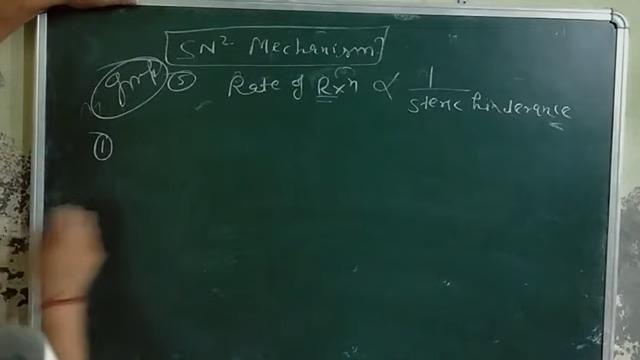 SN² Mechanism
(5) Rate of Rxn ∝ 1 / steric hinderance
(1)